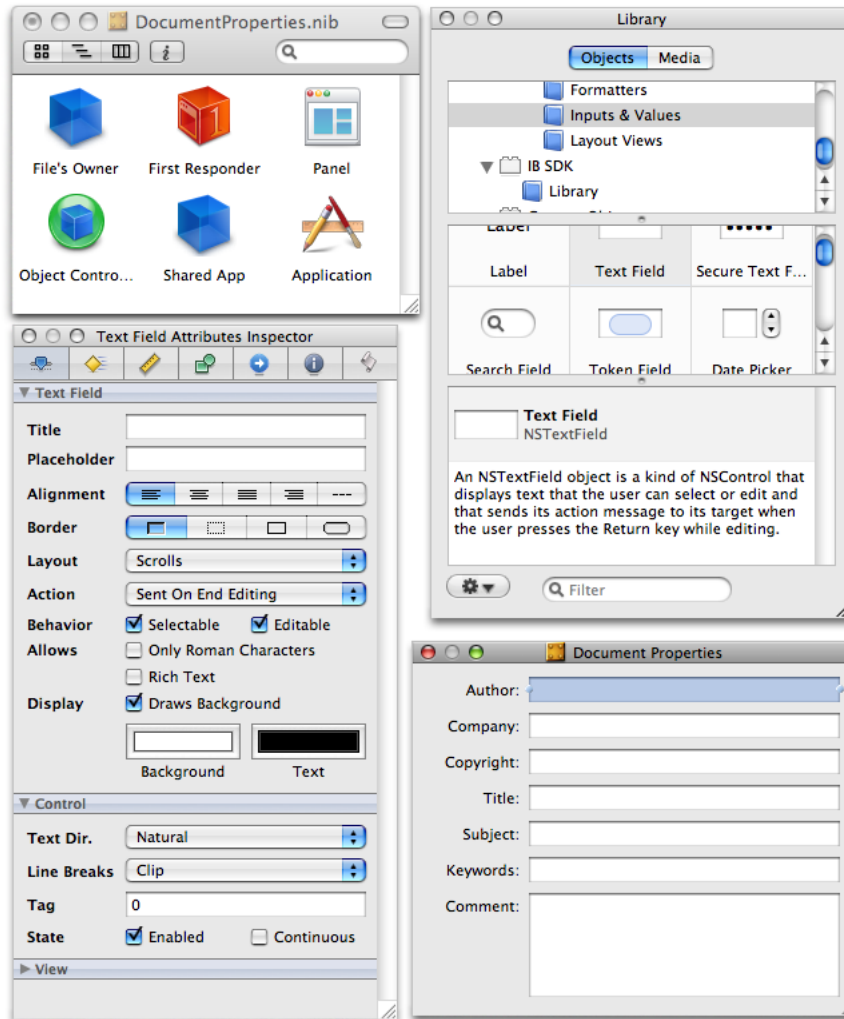 DocumentProperties.nib
File's Owner
First Responder
Panel
Object Contro...
Shared App
Application
Library
Objects
Media
Formatters
Inputs & Values
Layout Views
IB SDK
Library
Label
Label
Text Field
Secure Text F...
Search Field
Token Field
Date Picker
Text Field
NSTextField
An NSTextField object is a kind of NSControl that
displays text that the user can select or edit and
that sends its action message to its target when
the user presses the Return key while editing.
Filter
Text Field Attributes Inspector
Text Field
Title
Placeholder
Alignment
Border
Layout Scrolls
Action Sent On End Editing
Behavior Selectable Editable
Allows Only Roman Characters
Rich Text
Display Draws Background
Background Text
Control
Text Dir. Natural
Line Breaks Clip
Tag 0
State Enabled Continuous
View
Document Properties
Author:
Company:
Copyright:
Title:
Subject:
Keywords:
Comment: